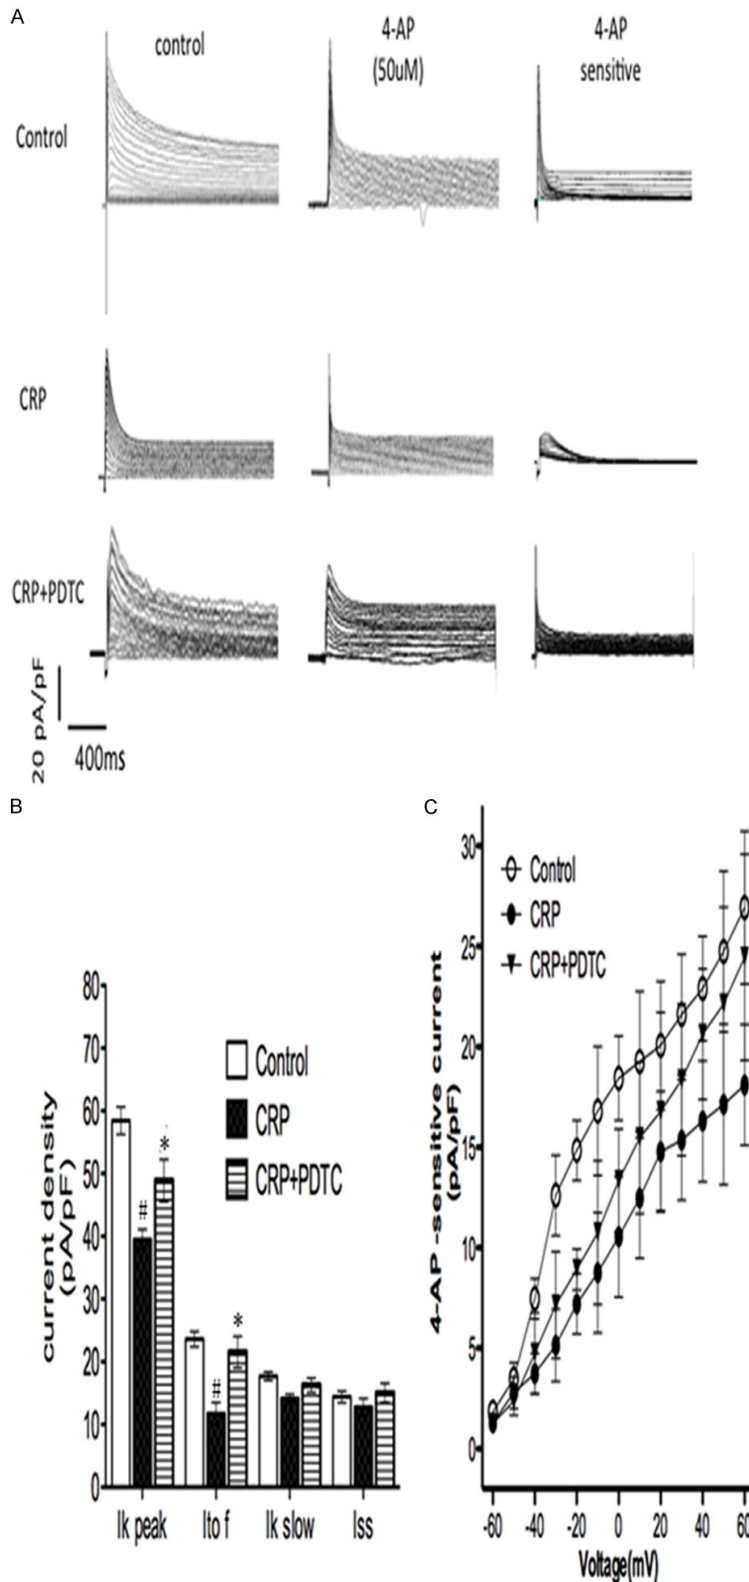 A
control
4-AP
(50uM)
4-AP
sensitive
Control
CRP
CRP+PDTC
20 pA/pF
400ms
B
current density
(pA/pF)
80
70
60
50
40
30
20
10
0
Control
CRP
CRP+PDTC
#
*
#
*
Ik peak
Ito f
Ik slow
Iss
C
4-AP -sensitive current
(pA/pF)
30
25
20
15
10
5
0
Control
CRP
CRP+PDTC
-60
-40
-20
0
20
40
60
Voltage(mV)